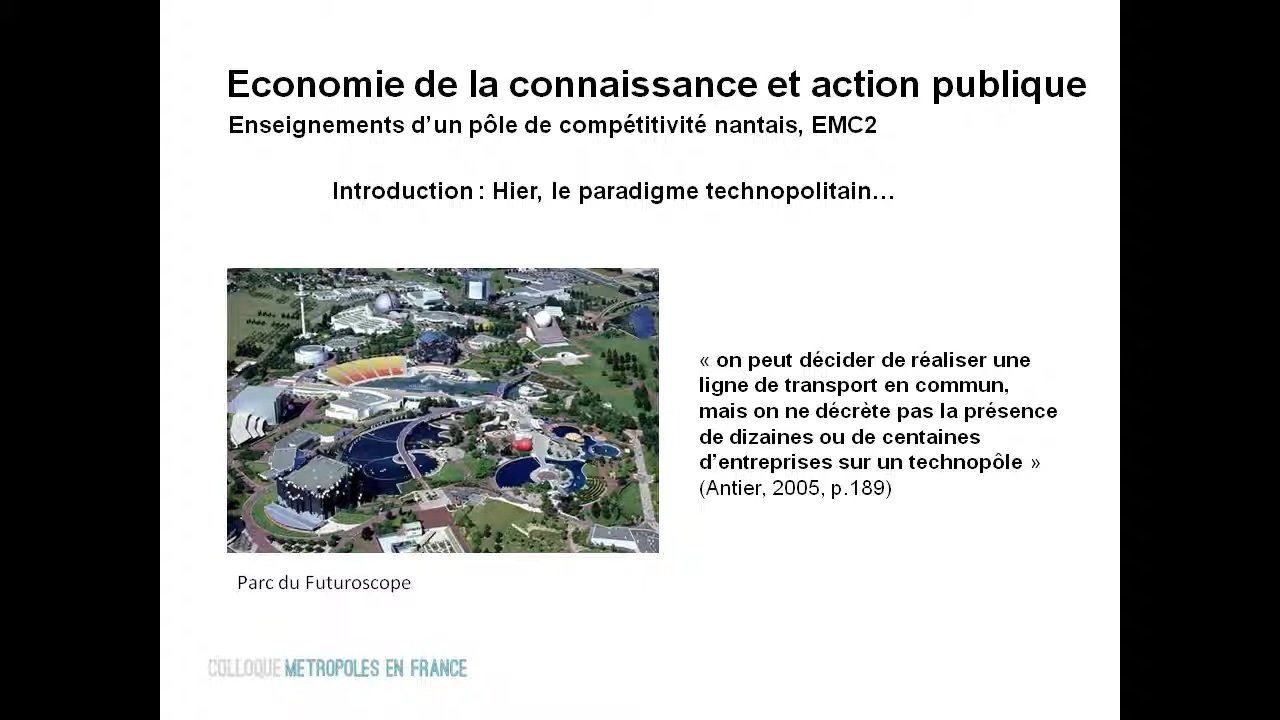 Economie de la connaissance et action publique
Enseignements d’un pôle de compétitivité nantais, EMC2
Introduction : Hier, le paradigme technopolitain…
« on peut décider de réaliser une
ligne de transport en commun,
mais on ne décrète pas la présence
de dizaines ou de centaines
d’entreprises sur un technopôle »
(Antier, 2005, p.189)
Parc du Futuroscope
COLLOQUE METROPOLES EN FRANCE